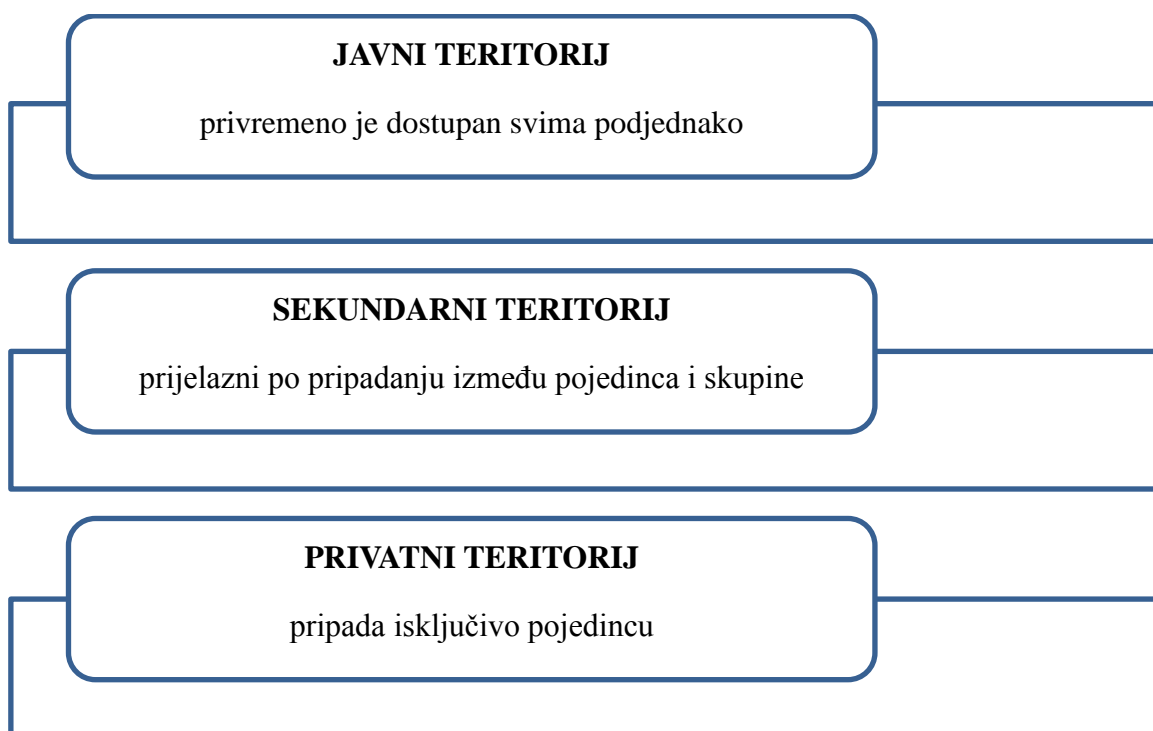 JAVNI TERITORIJ
privremeno je dostupan svima podjednako
SEKUNDARNI TERITORIJ
prijelazni po pripadanju između pojedinca i skupine
PRIVATNI TERITORIJ
pripada isključivo pojedincu